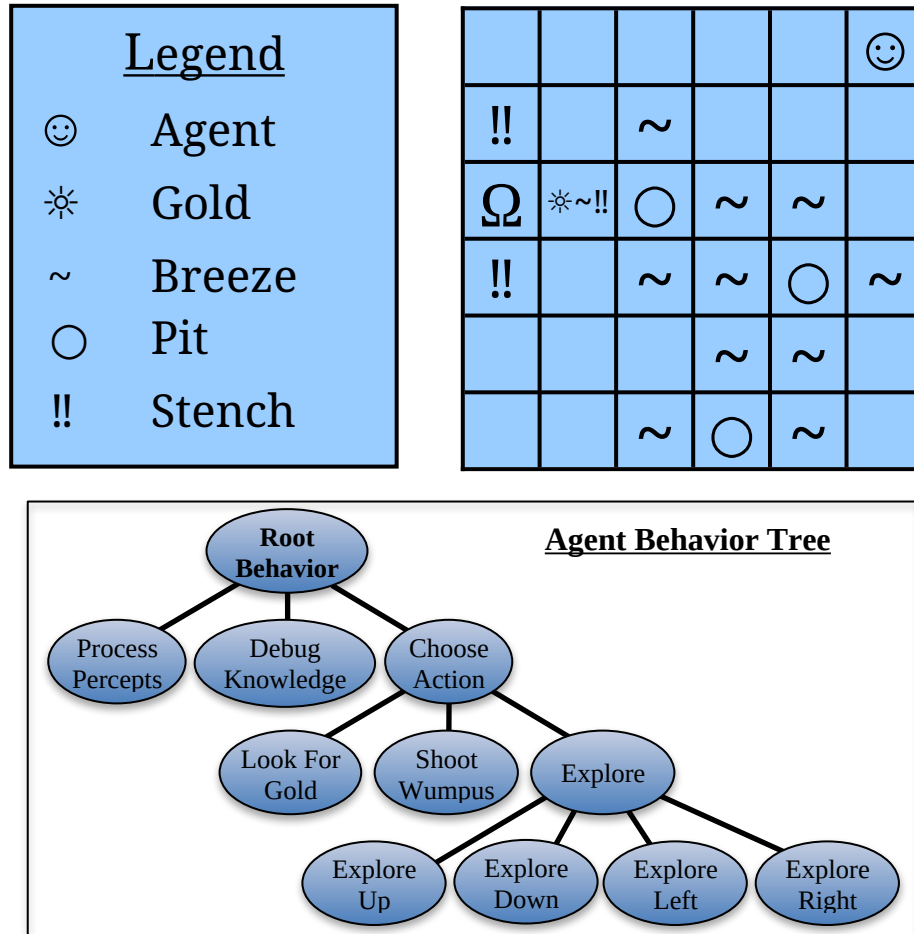 Legend
☺ Agent
☼ Gold
~ Breeze
○ Pit
‼ Stench
☺
‼ ~
Ω ☼~‼ ○ ~ ~
‼ ~ ~ ○ ~
~ ~
~ ○ ~
Agent Behavior Tree
Root
Behavior
Process
Percepts
Debug
Knowledge
Choose
Action
Look For
Gold
Shoot
Wumpus
Explore
Explore
Up
Explore
Down
Explore
Left
Explore
Right